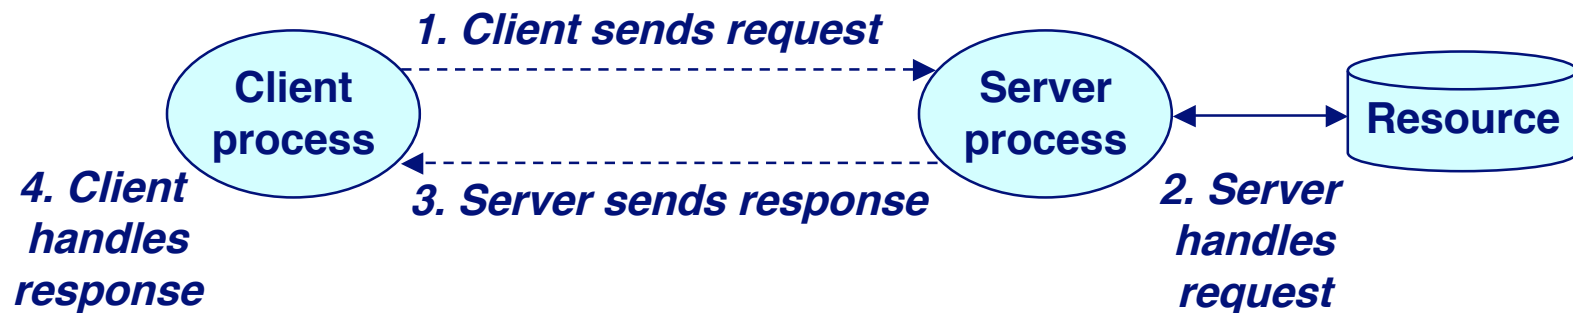 1. Client sends request
Client
process
Server
process
Resource
3. Server sends response
4. Client
handles
response
2. Server
handles
request